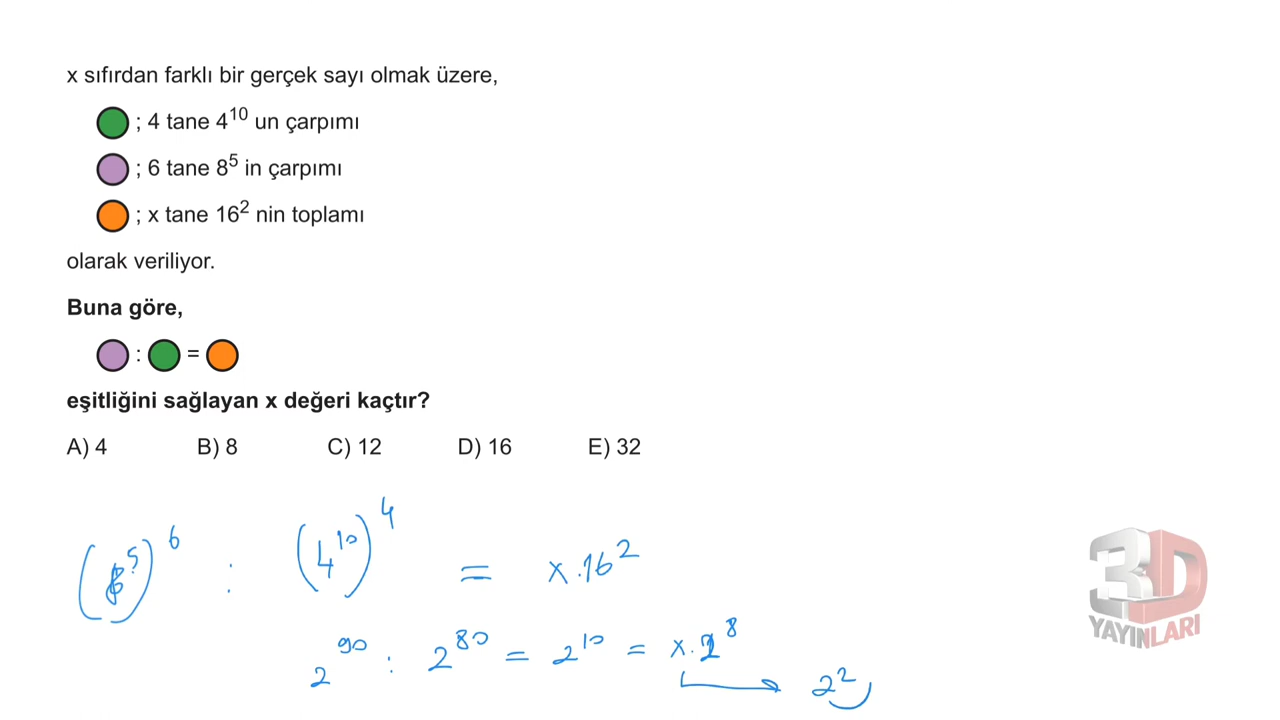 x sıfırdan farklı bir gerçek sayı olmak üzere,
; 4 tane 4^10 un çarpımı
; 6 tane 8^5 in çarpımı
; x tane 16^2 nin toplamı
olarak veriliyor.
Buna göre,
: =
eşitliğini sağlayan x değeri kaçtır?
A) 4 B) 8 C) 12 D) 16 E) 32
(8^5)^6 : (4^10)^4 = x.16^2
2^90 : 2^80 = 2^10 = x.2^8
2^2
3D
YAYINLARI